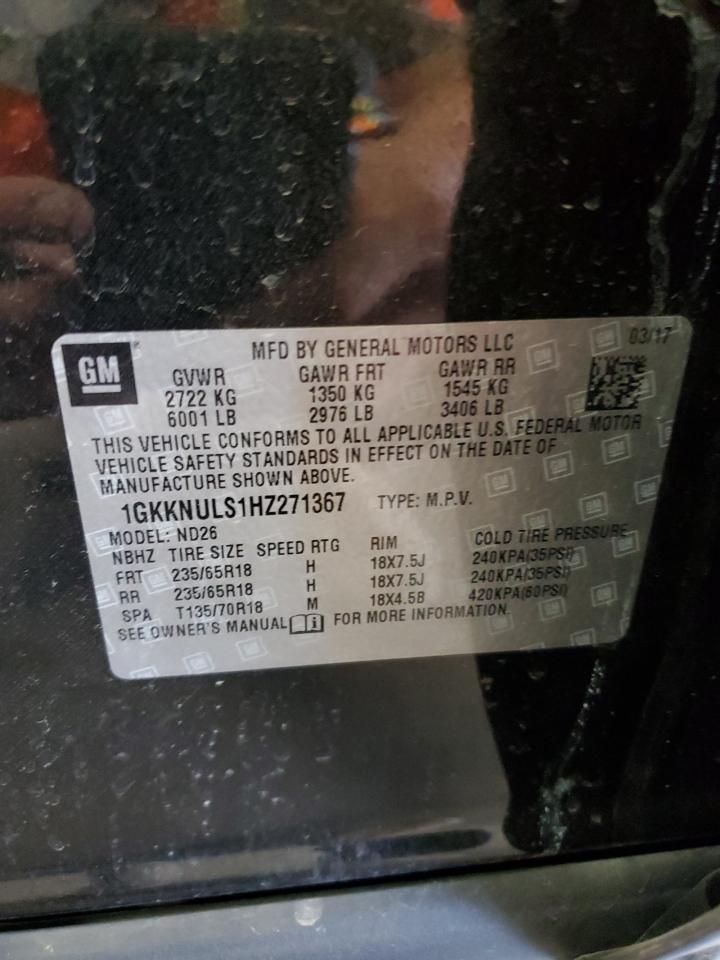 GM
MFD BY GENERAL MOTORS LLC 03/17
GVWR GAWR FRT GAWR RR
2722 KG 1350 KG 1545 KG
6001 LB 2976 LB 3406 LB
THIS VEHICLE CONFORMS TO ALL APPLICABLE U.S. FEDERAL MOTOR
VEHICLE SAFETY STANDARDS IN EFFECT ON THE DATE OF
MANUFACTURE SHOWN ABOVE.
1GKKNULS1HZ271367 TYPE: M.P.V.
MODEL: ND26
NBHZ TIRE SIZE SPEED RTG RIM COLD TIRE PRESSURE
FRT 235/65R18 H 18X7.5J 240KPA(35PSI)
RR 235/65R18 H 18X7.5J 240KPA(35PSI)
SPA T135/70R18 M 18X4.5B 420KPA(60PSI)
SEE OWNER'S MANUAL i FOR MORE INFORMATION.